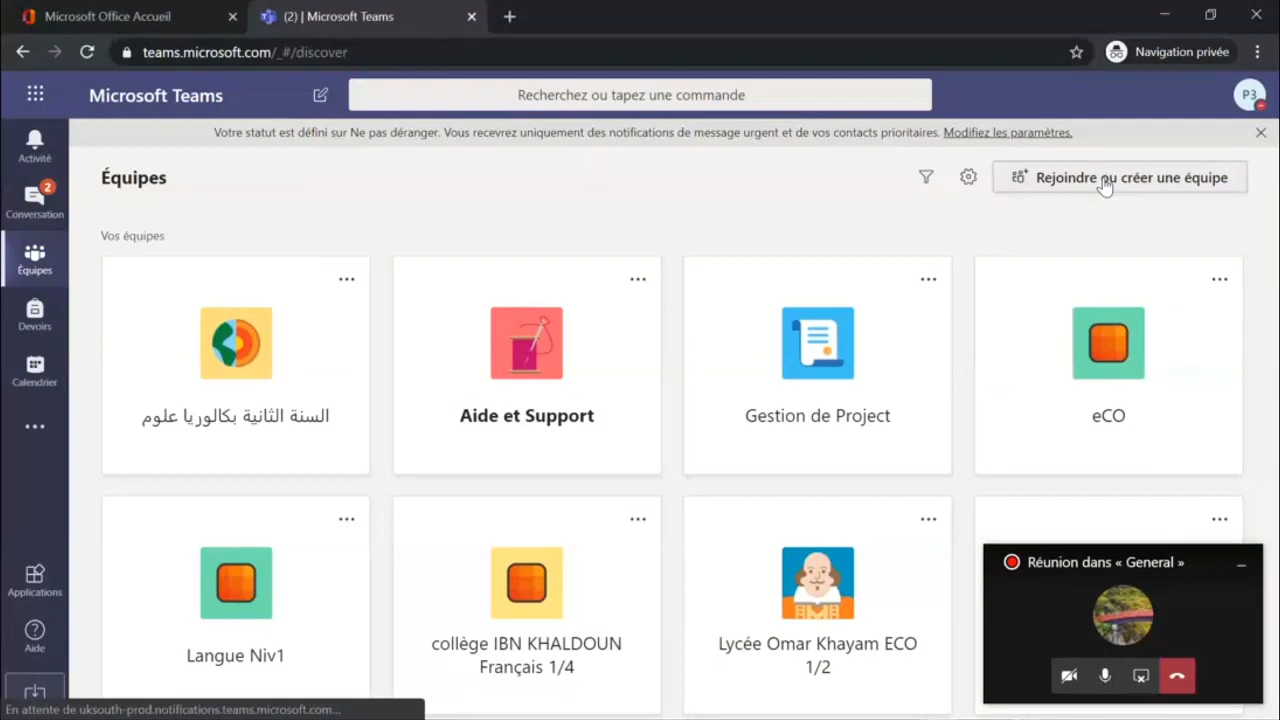 Microsoft Office Accueil
(2) | Microsoft Teams
teams.microsoft.com/_#/discover
Navigation privée
Microsoft Teams
Recherchez ou tapez une commande
P3
Votre statut est défini sur Ne pas déranger. Vous recevrez uniquement des notifications de message urgent et de vos contacts prioritaires. Modifiez les paramètres.
Activité
2
Conversation
Équipes
Devoirs
Calendrier
Applications
Aide
Équipes
Rejoindre ou créer une équipe
Vos équipes
السنة الثانية بكالوريا علوم
Aide et Support
Gestion de Project
eCO
Langue Niv1
collège IBN KHALDOUN
Français 1/4
Lycée Omar Khayam ECO
1/2
Réunion dans « General »
En attente de uksouth-prod.notifications.teams.microsoft.com...